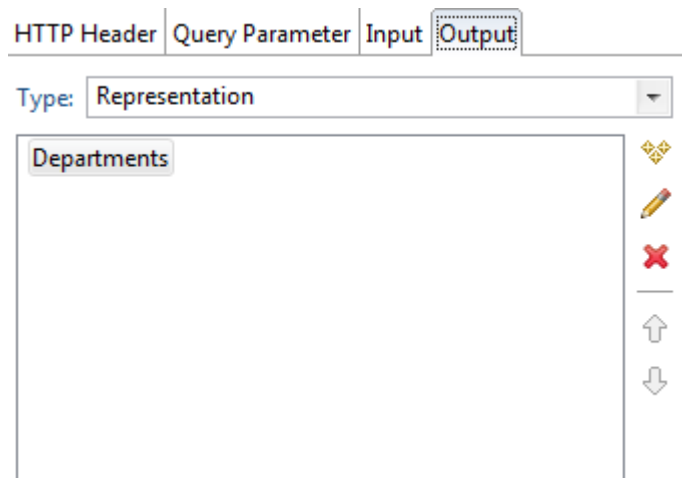 HTTP Header Query Parameter Input Output
Type: Representation
Departments